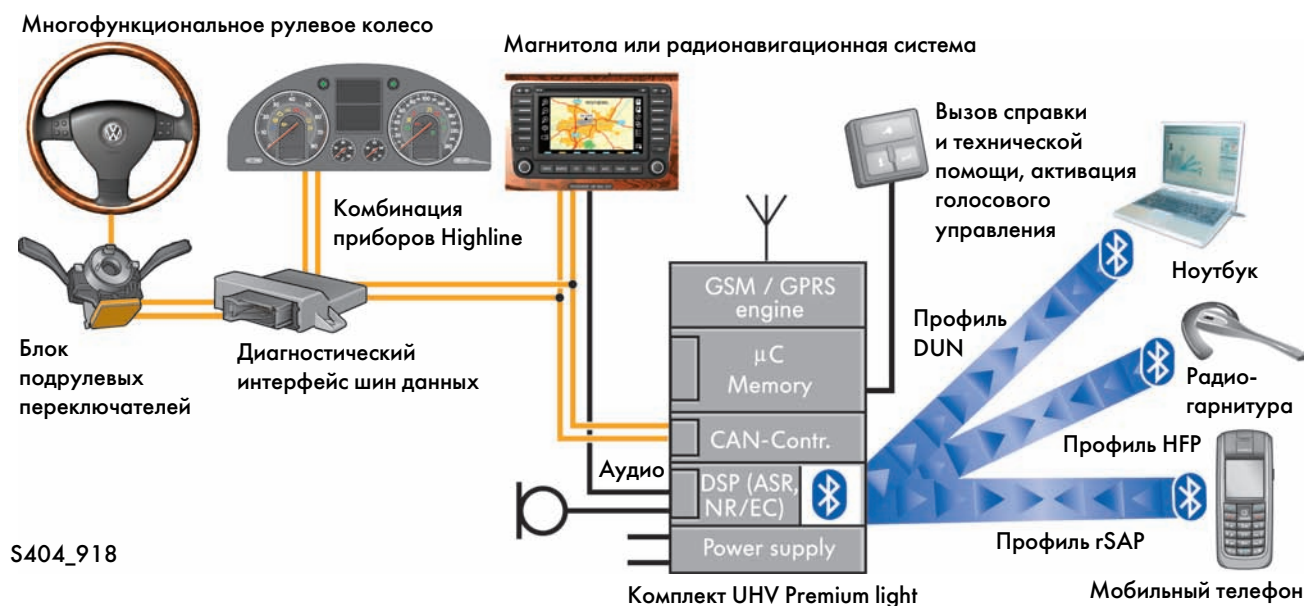 Многофункциональное рулевое колесо
Магнитола или радионавигационная система
Вызов справки
и технической
помощи, активация
голосового
управления
Комбинация
приборов Highline
GSM / GPRS
engine
Ноутбук
Профиль
DUN
Блок
подрулевых
переключателей
Диагностический
интерфейс шин данных
μC
Memory
Радио-
гарнитура
CAN-Contr.
Профиль HFP
Аудио
DSP (ASR,
NR/EC)
Профиль rSAP
Power supply
S404_918
Комплект UHV Premium light
Мобильный телефон